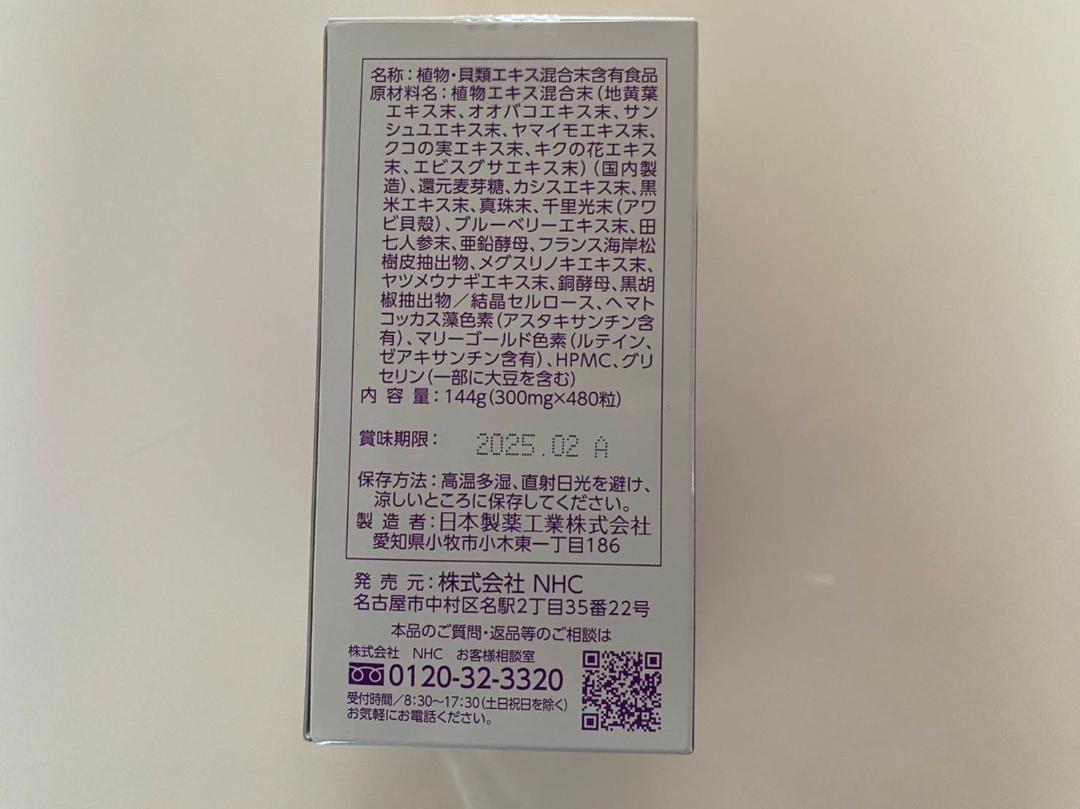 名称：植物・貝類エキス混合末含有食品
原材料名：植物エキス混合末（地黄葉
エキス末、オオバコエキス末、サン
シュユエキス末、ヤマイモエキス末、
クコの実エキス末、キクの花エキス
末、エビスグサエキス末）（国内製
造）、還元麦芽糖、カシスエキス末、黒
米エキス末、真珠末、千里光末（アワ
ビ貝殻）、ブルーベリーエキス末、田
七人参末、亜鉛酵母、フランス海岸松
樹皮抽出物、メグスリノキエキス末、
ヤツメウナギエキス末、銅酵母、黒胡
椒抽出物／結晶セルロース、ヘマト
コッカス藻色素（アスタキサンチン含
有）、マリーゴールド色素（ルテイン、
ゼアキサンチン含有）、HPMC、グリ
セリン（一部に大豆を含む）
内容量：144g（300mg×480粒）
賞味期限：2025.02 A
保存方法：高温多湿、直射日光を避け、
涼しいところに保存してください。
製造者：日本製薬工業株式会社
愛知県小牧市小木東一丁目186
発売元：株式会社 NHC
名古屋市中村区名駅2丁目35番22号
本品のご質問・返品等のご相談は
株式会社 NHC お客様相談室
0120-32-3320
受付時間／8:30～17:30（土日祝日を除く）
お気軽にお電話ください。